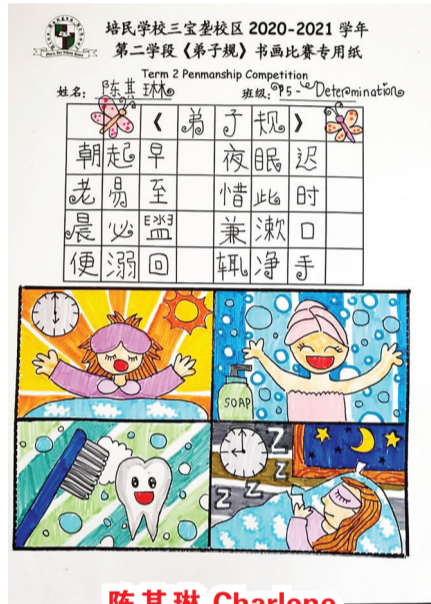 培民学校三宝垄校区 2020-2021 学年
第二学段《弟子规》书画比赛专用纸
Term 2 Penmanship Competition
姓名: 陈其琳 班级: P5 - Determination
《弟子规》
朝起早 夜眠迟
老易至 惜此时
晨必盥 兼漱口
便溺回 辄净手
SOAP
Z Z Z Z
陈其琳 Charlene